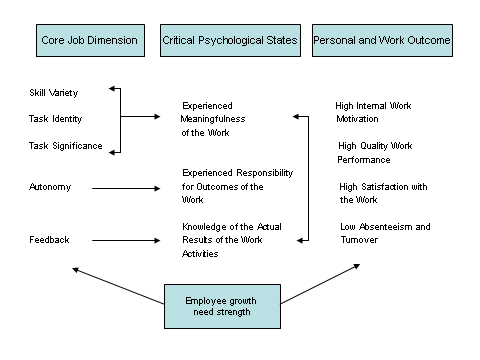 Core Job Dimension
Critical Psychological States
Personal and Work Outcome
Skill Variety
Task Identity
Task Significance
Autonomy
Feedback
Experienced
Meaningfulness
of the Work
Experienced Responsibility
for Outcomes of the
Work
Knowledge of the Actual
Results of the Work
Activities
High Internal Work
Motivation
High Quality Work
Performance
High Satisfaction with
the Work
Low Absenteeism and
Turnover
Employee growth
need strength